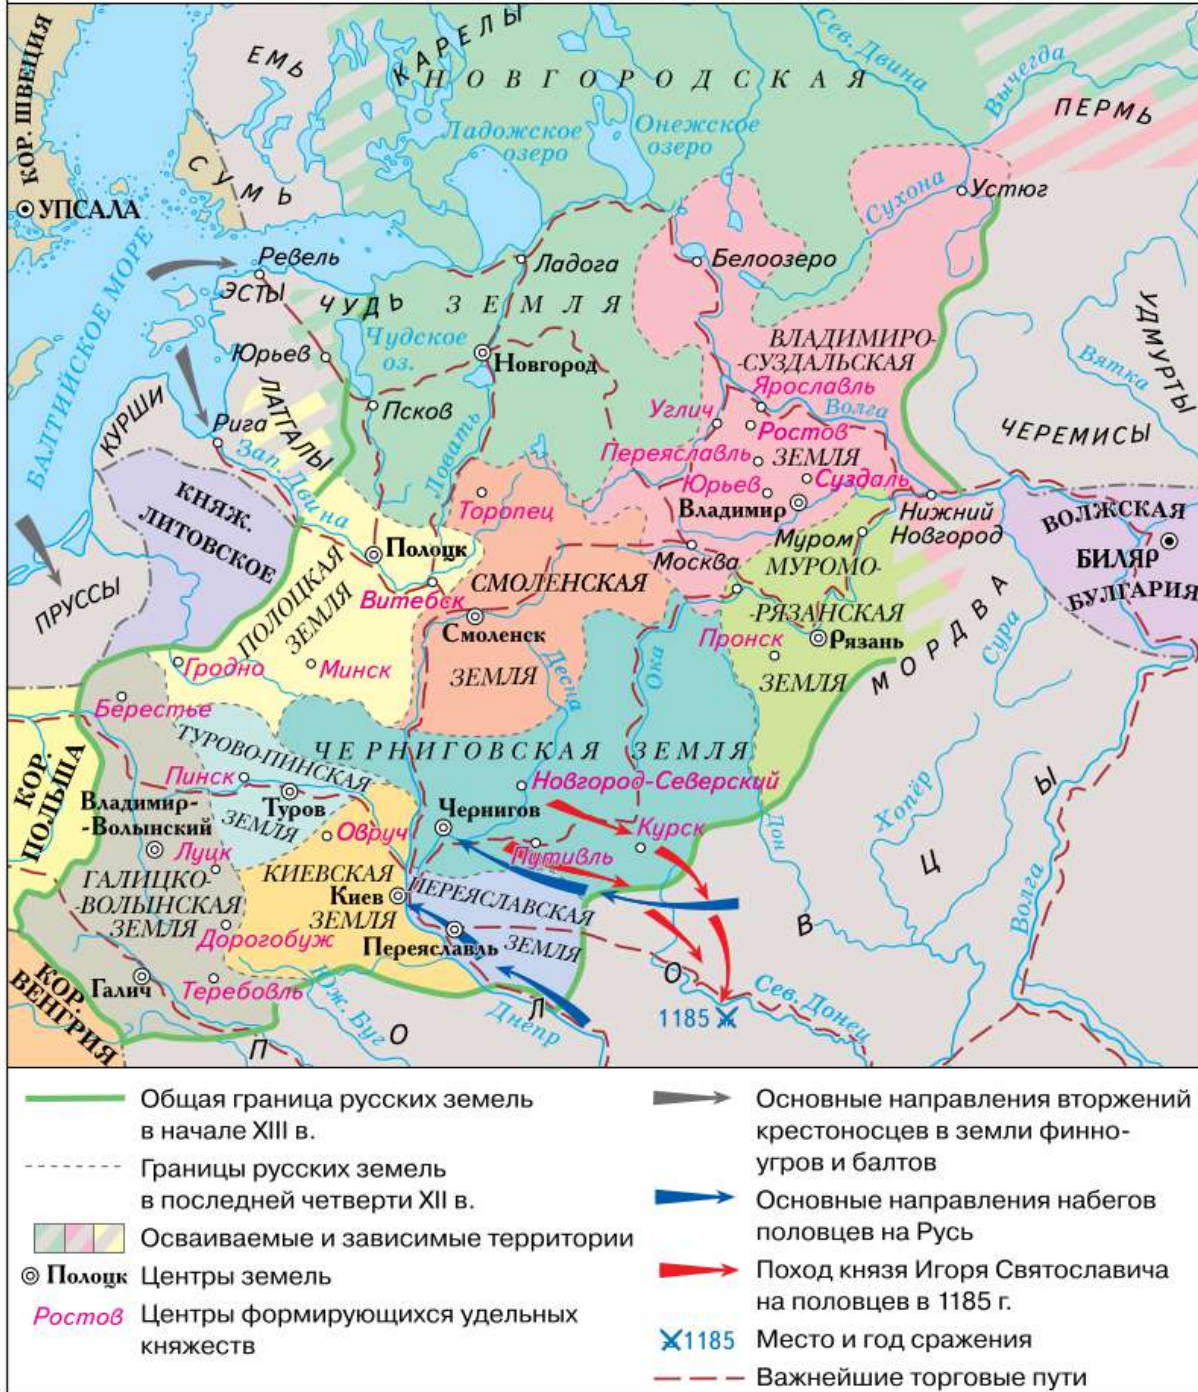 КОР. ШВЕЦИЯ
УПСАЛА
ЕМЬ
КАРЕЛЫ
НОВГОРОДСКАЯ
Сев. Двина
Вычегда
ПЕРМЬ
СУМЬ
Ладожское
озеро
Онежское
озеро
Сухона
Устюг
БАЛТИЙСКОЕ МОРЕ
Ревель
ЭСТЫ
ЧУДЬ
ЗЕМЛЯ
Ладога
Белоозеро
Чудское
оз.
Юрьев
Новгород
ВЛАДИМИРО-
-СУЗДАЛЬСКАЯ
ЗЕМЛЯ
УДМУРТЫ
Вятка
Ярославль
Волга
Углич
Ростов
Переяславль
Юрьев
Суздаль
Владимир
ЧЕРЕМИСЫ
КУРШИ
Рига
ЛАТГАЛЫ
Псков
Зап. Двина
Ловать
КНЯЖ.
ЛИТОВСКОЕ
Торопец
Полоцк
Нижний
Новгород
ВОЛЖСКАЯ
БИЛЯР
БУЛГАРИЯ
Муром
Москва
МУРОМО-
-РЯЗАНСКАЯ
ЗЕМЛЯ
ПРУССЫ
ПОЛОЦКАЯ
ЗЕМЛЯ
Витебск
СМОЛЕНСКАЯ
Смоленск
ЗЕМЛЯ
Десна
Ока
Пронск
Рязань
МОРДВА
Сура
Гродно
Минск
Берестье
КОР.
ПОЛЬША
ТУРОВО-ПИНСКАЯ
ЗЕМЛЯ
ЧЕРНИГОВСКАЯ ЗЕМЛЯ
Пинск
Туров
Новгород-Северский
Владимир-
-Волынский
Чернигов
Овруч
Курск
Путивль
Дон
Хопёр
Волга
Луцк
ГАЛИЦКО-
-ВОЛЫНСКАЯ
ЗЕМЛЯ
КИЕВСКАЯ
Киев
ЗЕМЛЯ
ПЕРЕЯСЛАВСКАЯ
ЗЕМЛЯ
Переяславль
Дорогобуж
КОР.
ВЕНГРИЯ
Галич
Теребовль
Юж. Буг
Днепр
Сев. Донец
1185
ПОЛОВЦЫ
Общая граница русских земель
в начале XIII в.
Границы русских земель
в последней четверти XII в.
Осваиваемые и зависимые территории
Полоцк Центры земель
Ростов Центры формирующихся удельных
княжеств
Основные направления вторжений
крестоносцев в земли финно-
угров и балтов
Основные направления набегов
половцев на Русь
Поход князя Игоря Святославича
на половцев в 1185 г.
1185 Место и год сражения
Важнейшие торговые пути